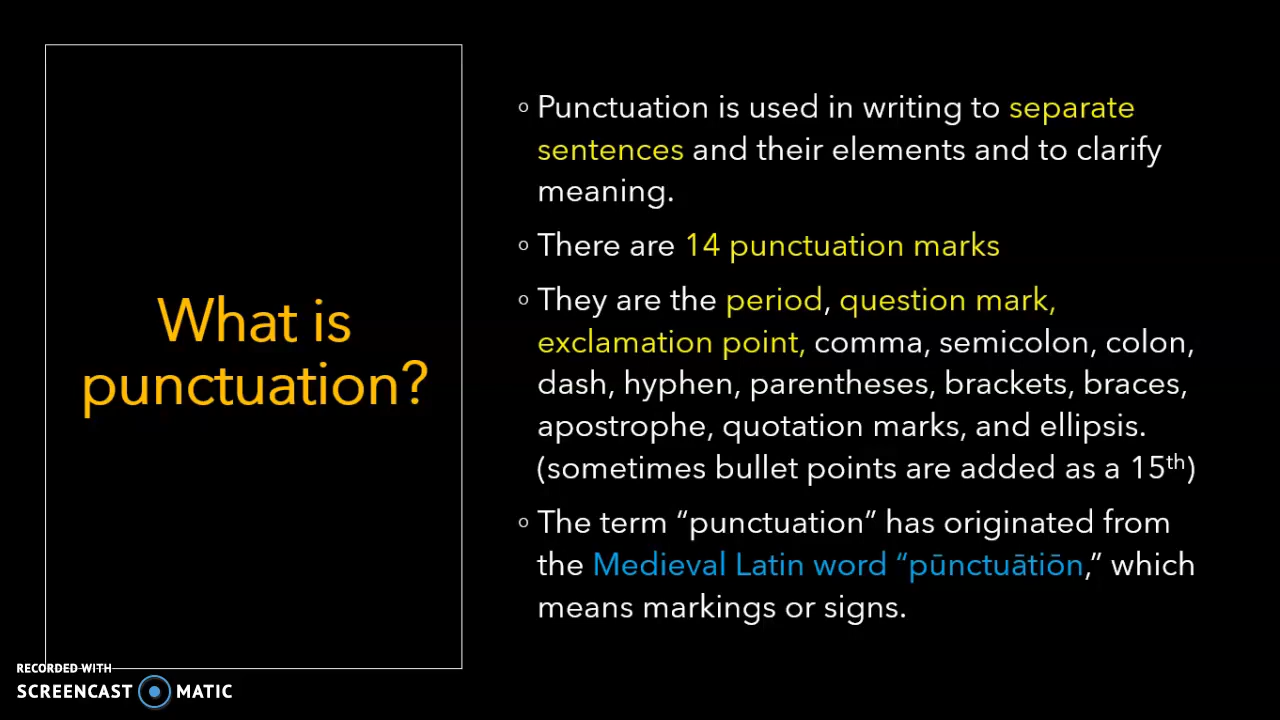 What is
punctuation?
◦ Punctuation is used in writing to separate
sentences and their elements and to clarify
meaning.
◦ There are 14 punctuation marks
◦ They are the period, question mark,
exclamation point, comma, semicolon, colon,
dash, hyphen, parentheses, brackets, braces,
apostrophe, quotation marks, and ellipsis.
(sometimes bullet points are added as a 15th)
◦ The term “punctuation” has originated from
the Medieval Latin word “pūnctuātiōn,” which
means markings or signs.
RECORDED WITH
SCREENCAST MATIC